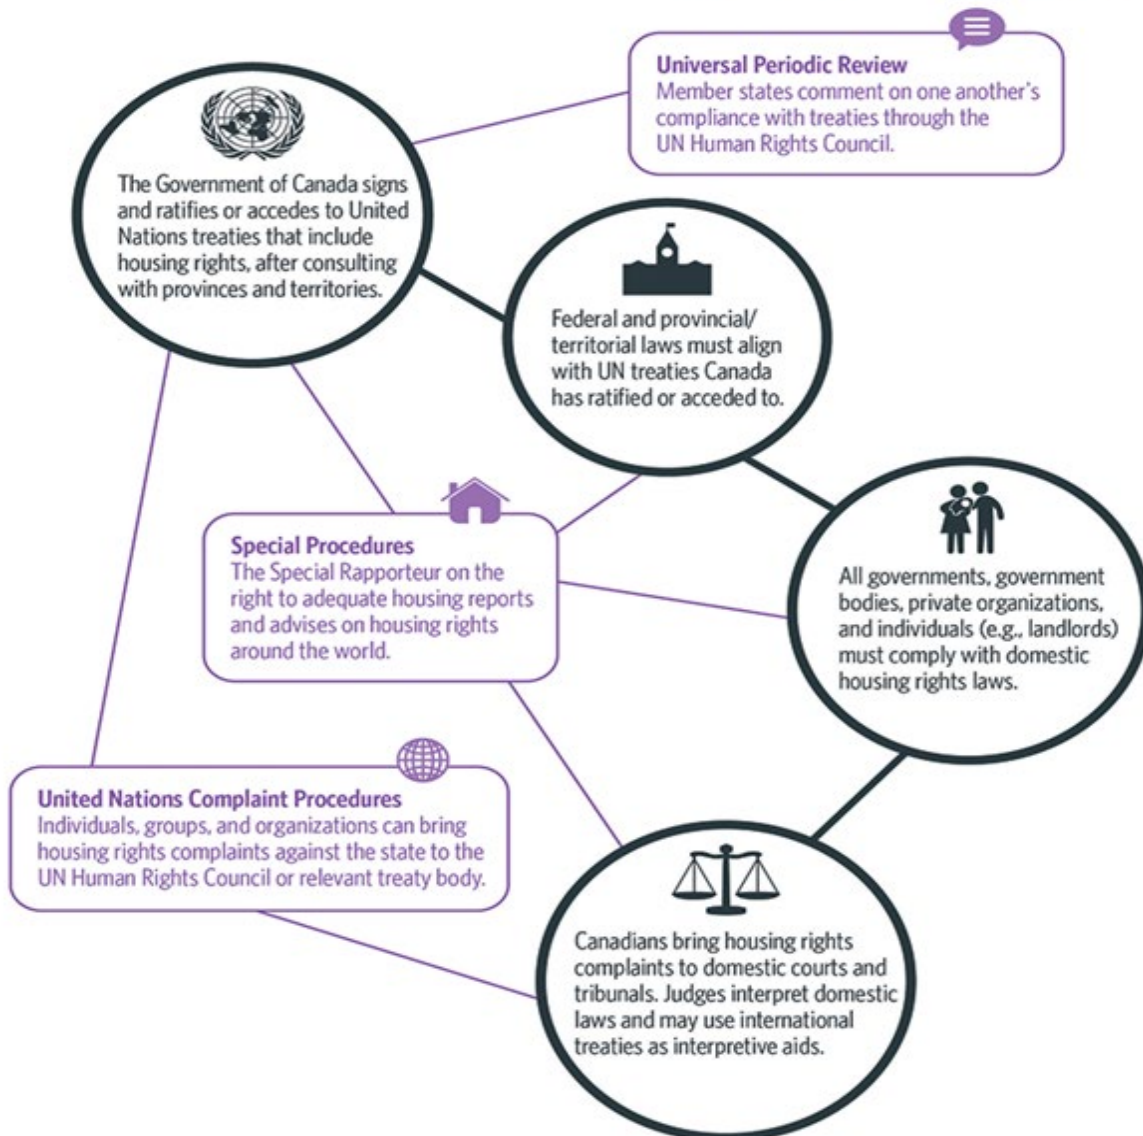 Universal Periodic Review
Member states comment on one another's
compliance with treaties through the
UN Human Rights Council.
The Government of Canada signs
and ratifies or accedes to United
Nations treaties that include
housing rights, after consulting
with provinces and territories.
Federal and provincial/
territorial laws must align
with UN treaties Canada
has ratified or acceded to.
Special Procedures
The Special Rapporteur on the
right to adequate housing reports
and advises on housing rights
around the world.
All governments, government
bodies, private organizations,
and individuals (e.g., landlords)
must comply with domestic
housing rights laws.
United Nations Complaint Procedures
Individuals, groups, and organizations can bring
housing rights complaints against the state to the
UN Human Rights Council or relevant treaty body.
Canadians bring housing rights
complaints to domestic courts and
tribunals. Judges interpret domestic
laws and may use international
treaties as interpretive aids.